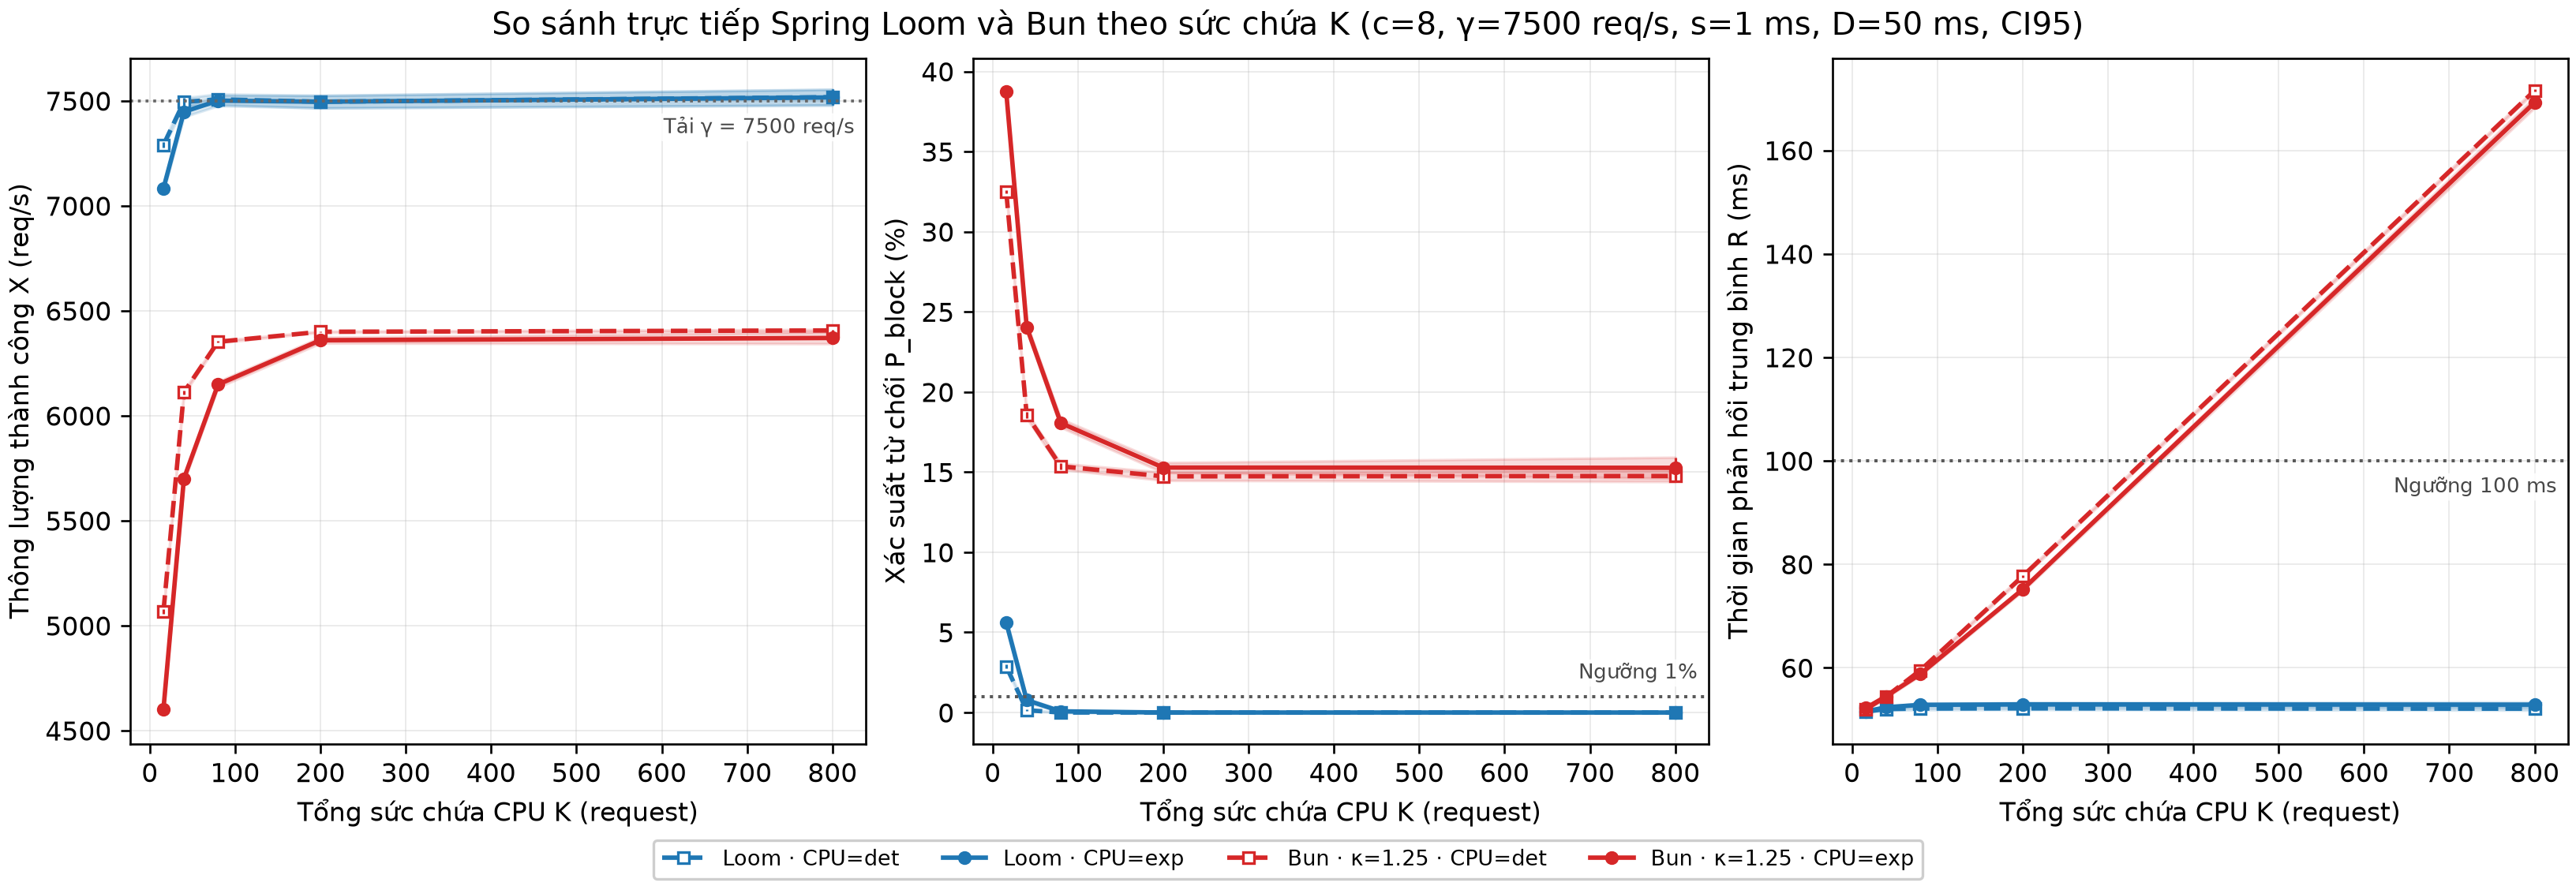 So sánh trực tiếp Spring Loom và Bun theo sức chứa K (c=8, γ=7500 req/s, s=1 ms, D=50 ms, CI95)
Thông lượng thành công X (req/s)
7500
7000
6500
6000
5500
5000
4500
Tải γ = 7500 req/s
0 100 200 300 400 500 600 700 800
Tổng sức chứa CPU K (request)
Xác suất từ chối P_block (%)
40
35
30
25
20
15
10
5
0
Ngưỡng 1%
0 100 200 300 400 500 600 700 800
Tổng sức chứa CPU K (request)
Thời gian phản hồi trung bình R (ms)
160
140
120
100
80
60
Ngưỡng 100 ms
0 100 200 300 400 500 600 700 800
Tổng sức chứa CPU K (request)
Loom · CPU=det Loom · CPU=exp Bun · κ=1.25 · CPU=det Bun · κ=1.25 · CPU=exp